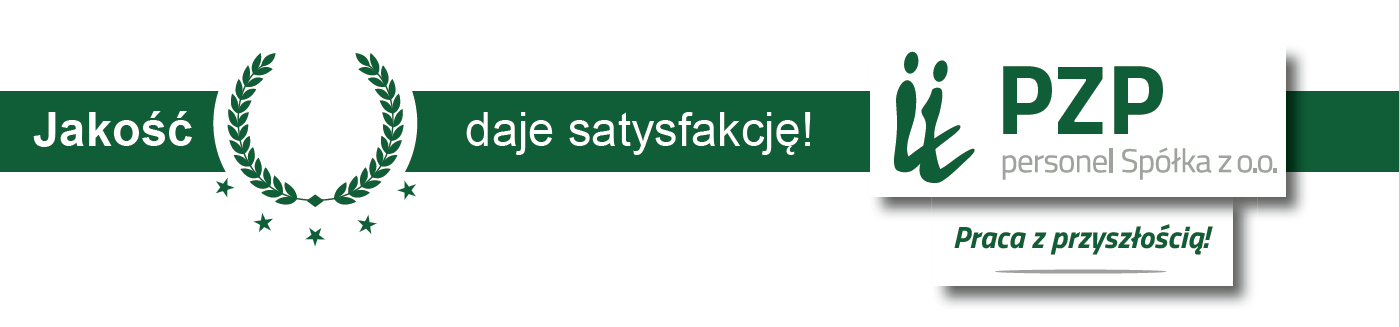 Jakość daje satysfakcję!
PZP
personel Spółka z o.o.
Praca z przyszłością!